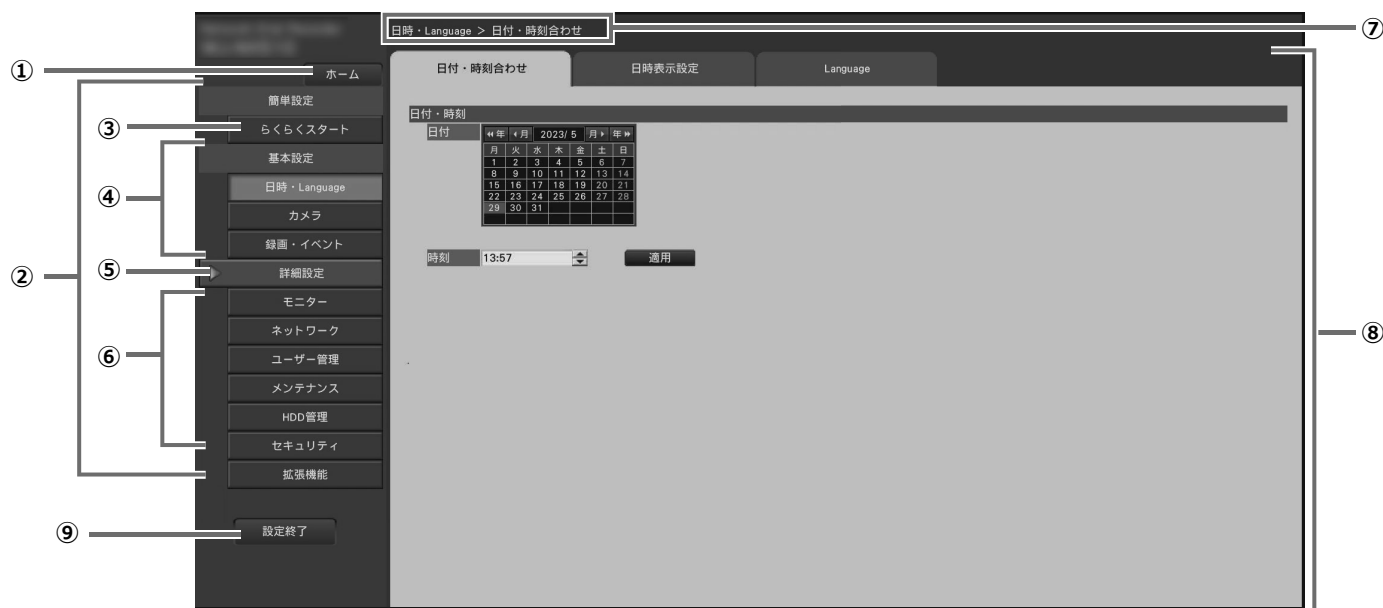 日時・Language > 日付・時刻合わせ
⑦
①
ホーム
日付・時刻合わせ 日時表示設定 Language
⑧
②
簡単設定
③
らくらくスタート
④
基本設定
日時・Language
カメラ
録画・イベント
⑤
詳細設定
⑥
モニター
ネットワーク
ユーザー管理
メンテナンス
HDD管理
セキュリティ
拡張機能
⑨
設定終了
日付・時刻
日付
年 月 2023/ 5 月 年
月 火 水 木 金 土 日
1 2 3 4 5 6 7
8 9 10 11 12 13 14
15 16 17 18 19 20 21
22 23 24 25 26 27 28
29 30 31
時刻 13:57 適用